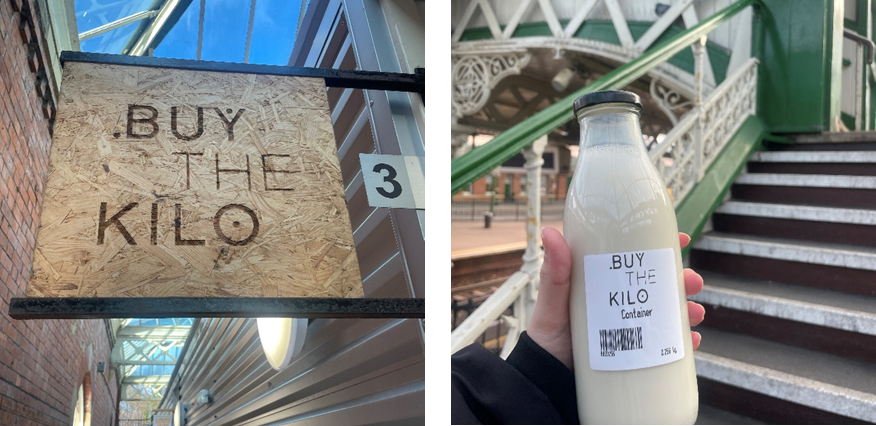 .BUY
THE
KILO
3
.BUY
THE
KILO
Container